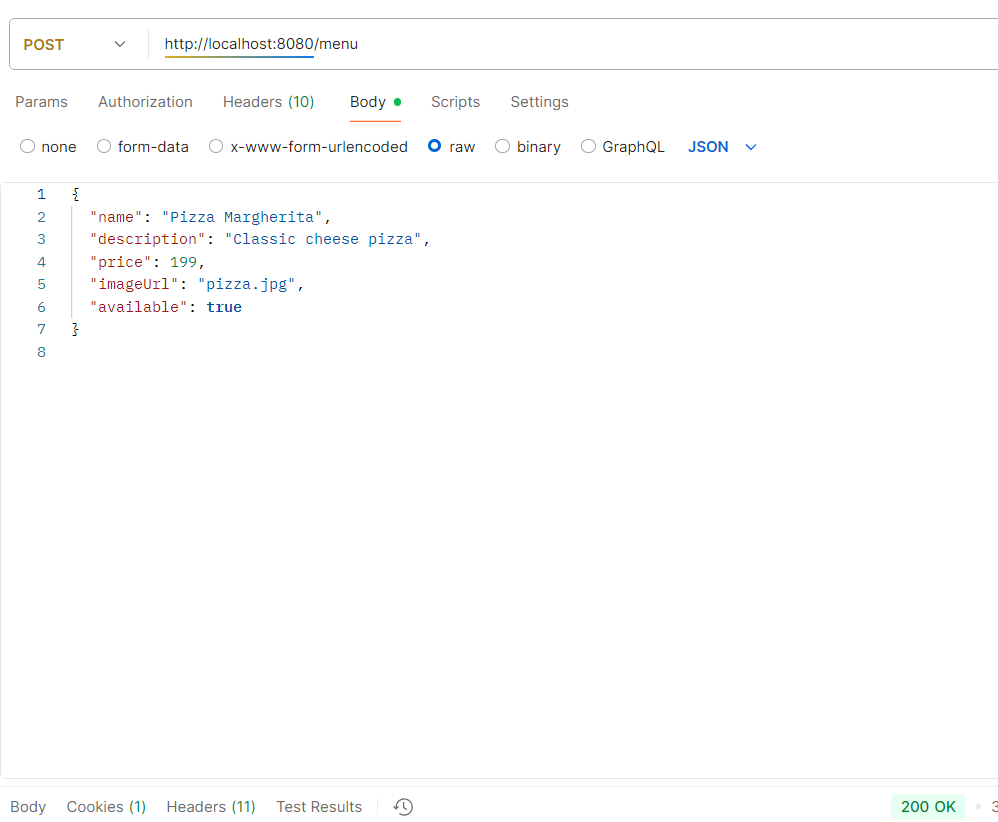 POST http://localhost:8080/menu
Params Authorization Headers (10) Body Scripts Settings
none form-data x-www-form-urlencoded raw binary GraphQL JSON
1 {
2 "name": "Pizza Margherita",
3 "description": "Classic cheese pizza",
4 "price": 199,
5 "imageUrl": "pizza.jpg",
6 "available": true
7 }
8
Body Cookies (1) Headers (11) Test Results 200 OK